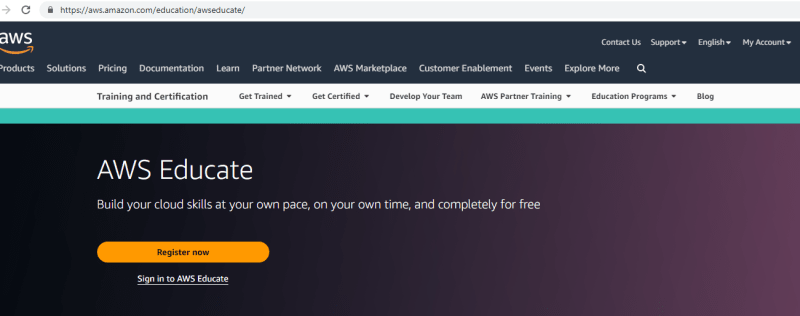 https://aws.amazon.com/education/awseducate/
aws
Contact Us Support English My Account
Products Solutions Pricing Documentation Learn Partner Network AWS Marketplace Customer Enablement Events Explore More
Training and Certification Get Trained Get Certified Develop Your Team AWS Partner Training Education Programs Blog
AWS Educate
Build your cloud skills at your own pace, on your own time, and completely for free
Register now
Sign in to AWS Educate